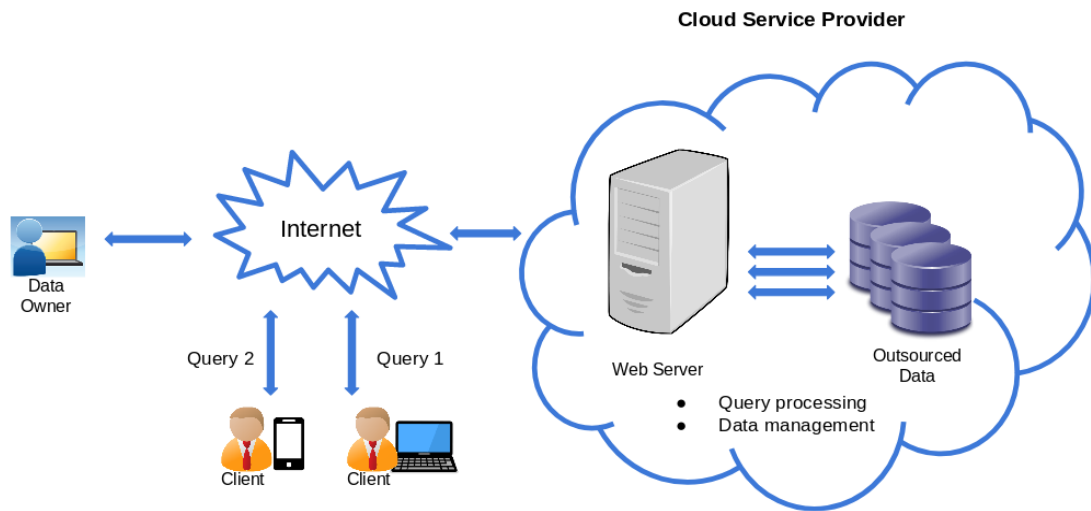 Cloud Service Provider
Internet
Data
Owner
Query 2
Query 1
Client
Client
Web Server
Outsourced
Data
● Query processing
● Data management